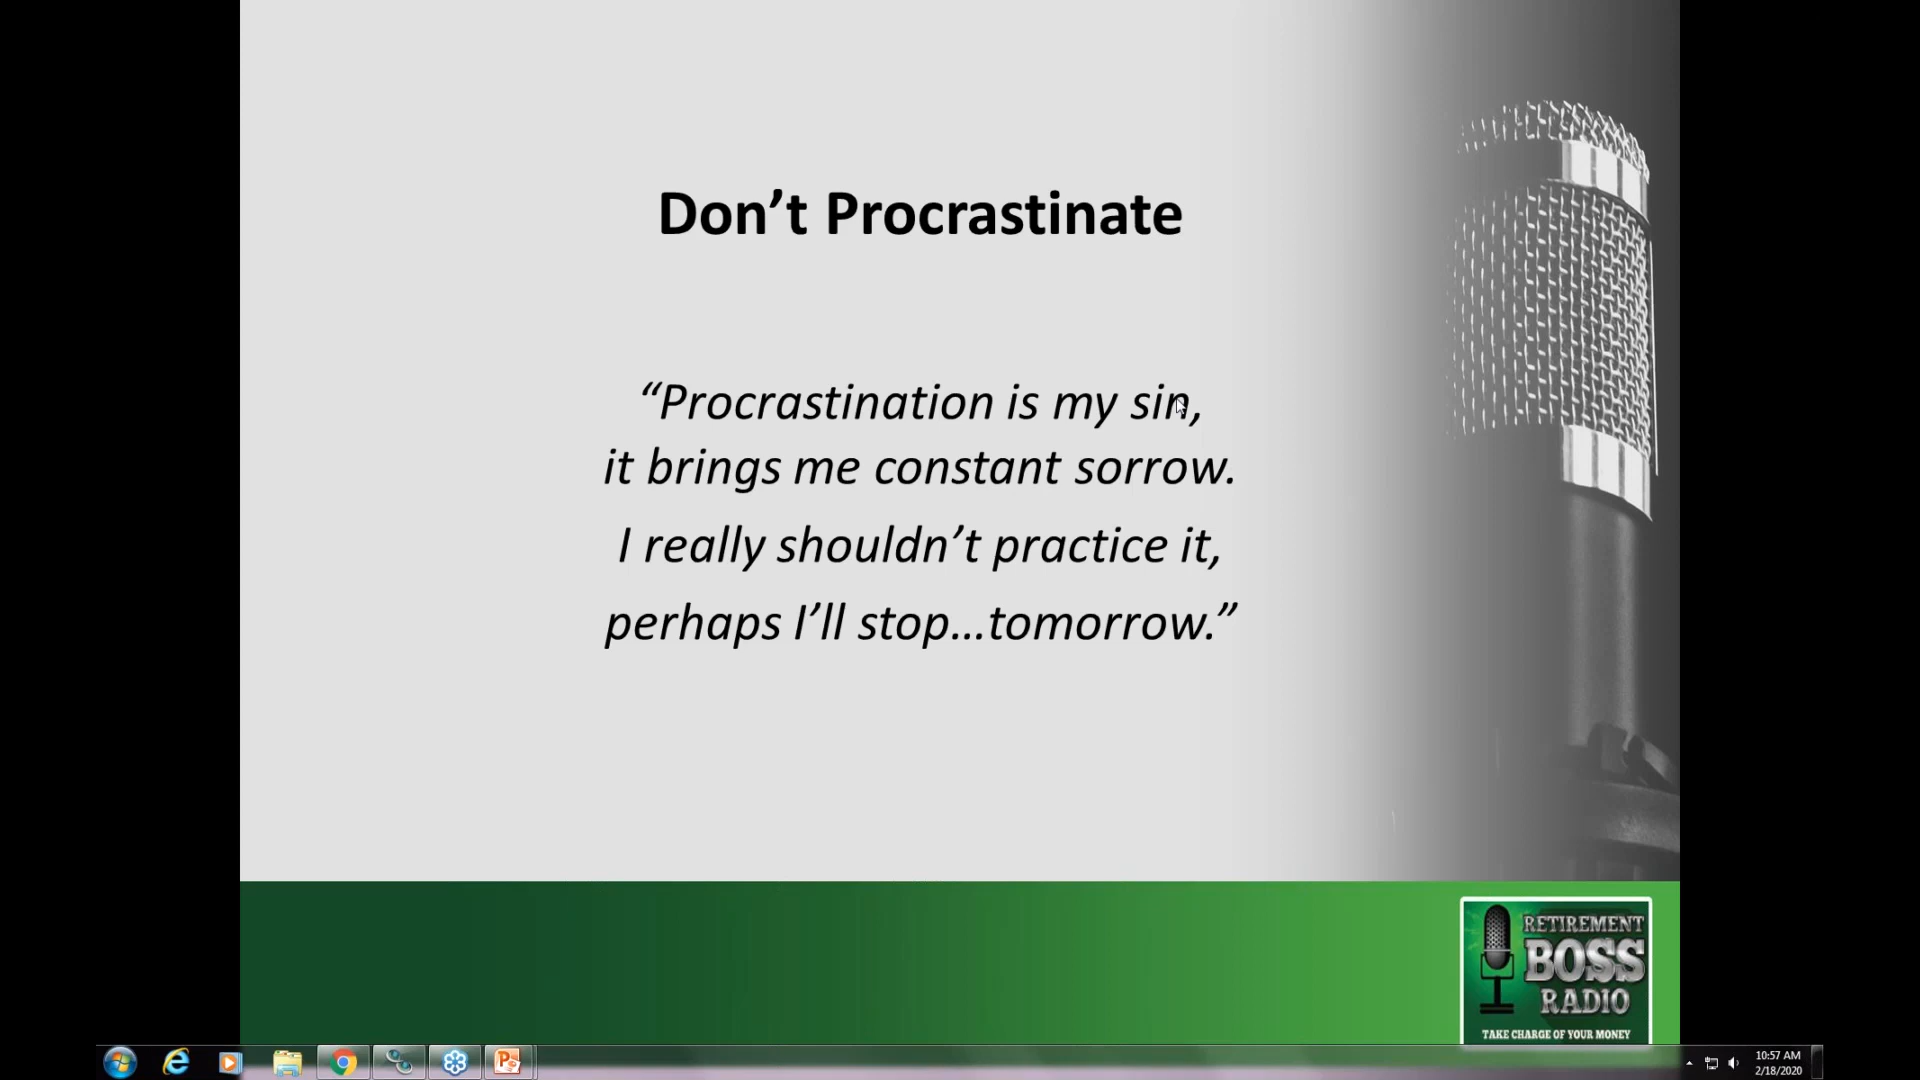 Don’t Procrastinate
“Procrastination is my sin,
it brings me constant sorrow.
I really shouldn’t practice it,
perhaps I’ll stop...tomorrow.”
RETIREMENT
BOSS
RADIO
TAKE CHARGE OF YOUR MONEY
10:57 AM
2/18/2020